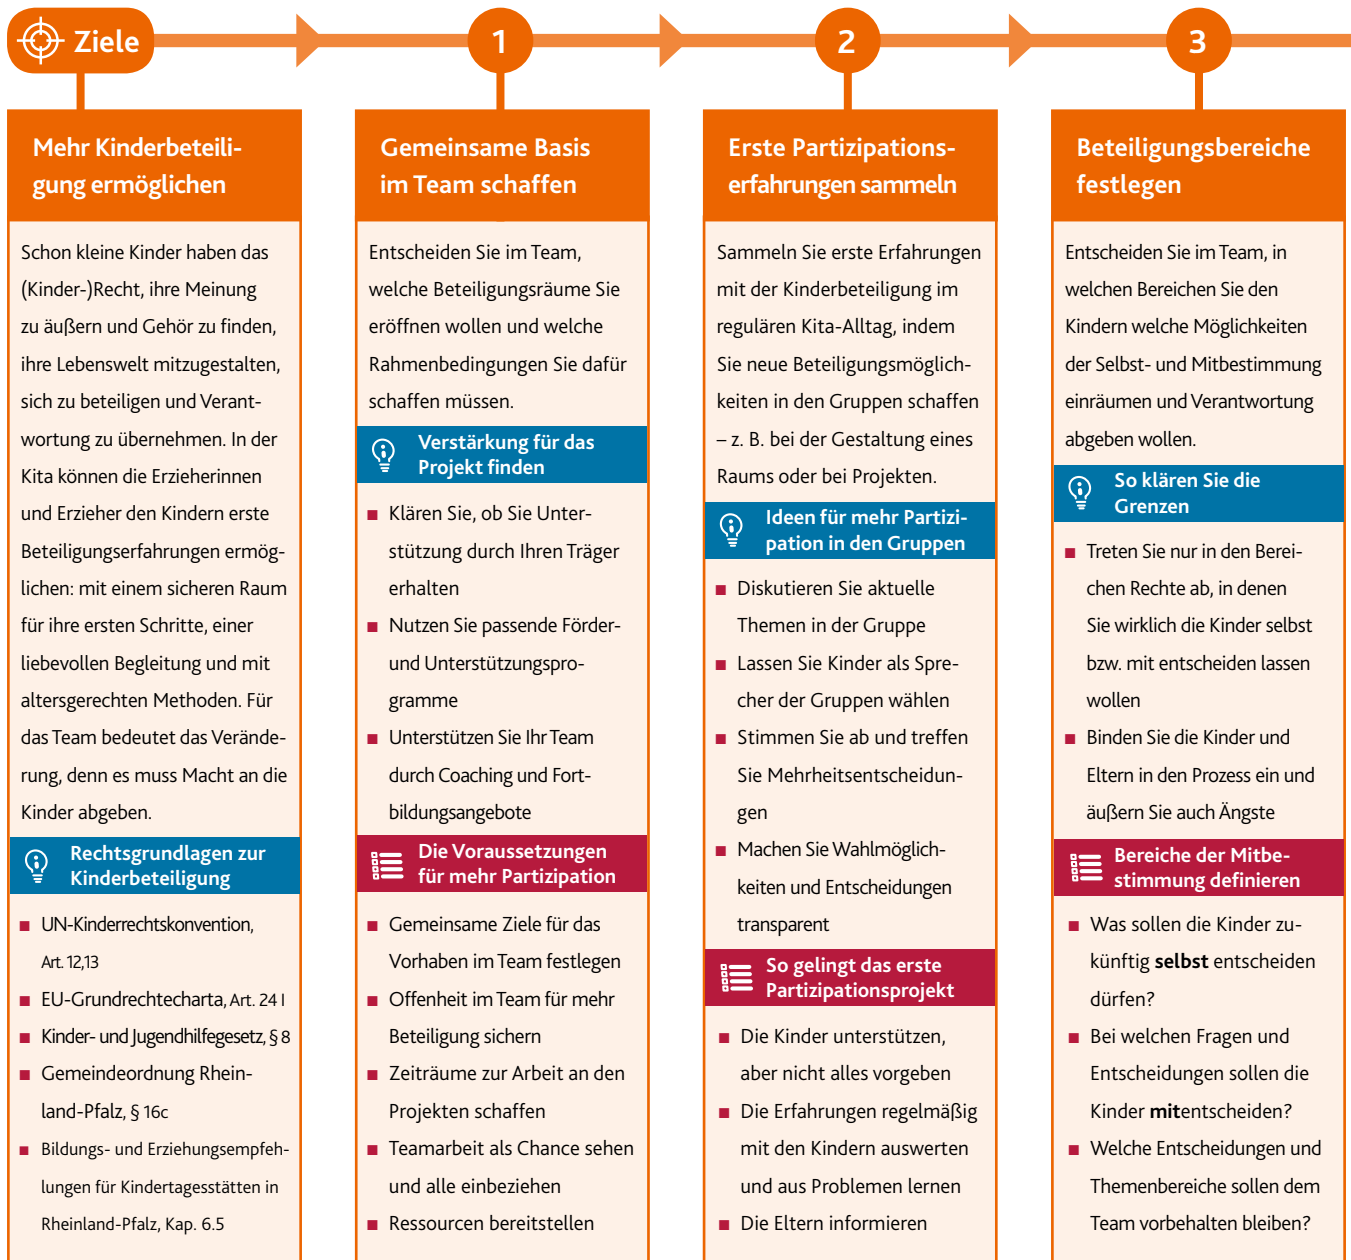 Ziele
Mehr Kinderbeteili-
gung ermöglichen
Schon kleine Kinder haben das
(Kinder-)Recht, ihre Meinung
zu äußern und Gehör zu finden,
ihre Lebenswelt mitzugestalten,
sich zu beteiligen und Verant-
wortung zu übernehmen. In der
Kita können die Erzieherinnen
und Erzieher den Kindern erste
Beteiligungserfahrungen ermög-
lichen: mit einem sicheren Raum
für ihre ersten Schritte, einer
liebevollen Begleitung und mit
altersgerechten Methoden. Für
das Team bedeutet das Verände-
rung, denn es muss Macht an die
Kinder abgeben.
Rechtsgrundlagen zur
Kinderbeteiligung
■ UN-Kinderrechtskonvention,
Art. 12,13
■ EU-Grundrechtecharta, Art. 24 I
■ Kinder- und Jugendhilfegesetz, § 8
■ Gemeindeordnung Rhein-
land-Pfalz, § 16c
■ Bildungs- und Erziehungsempfeh-
lungen für Kindertagesstätten in
Rheinland-Pfalz, Kap. 6.5
1
Gemeinsame Basis
im Team schaffen
Entscheiden Sie im Team,
welche Beteiligungsräume Sie
eröffnen wollen und welche
Rahmenbedingungen Sie dafür
schaffen müssen.
Verstärkung für das
Projekt finden
■ Klären Sie, ob Sie Unter-
stützung durch Ihren Träger
erhalten
■ Nutzen Sie passende Förder-
und Unterstützungspro-
gramme
■ Unterstützen Sie Ihr Team
durch Coaching und Fort-
bildungsangebote
Die Voraussetzungen
für mehr Partizipation
■ Gemeinsame Ziele für das
Vorhaben im Team festlegen
■ Offenheit im Team für mehr
Beteiligung sichern
■ Zeiträume zur Arbeit an den
Projekten schaffen
■ Teamarbeit als Chance sehen
und alle einbeziehen
■ Ressourcen bereitstellen
2
Erste Partizipations-
erfahrungen sammeln
Sammeln Sie erste Erfahrungen
mit der Kinderbeteiligung im
regulären Kita-Alltag, indem
Sie neue Beteiligungsmöglich-
keiten in den Gruppen schaffen
– z. B. bei der Gestaltung eines
Raums oder bei Projekten.
Ideen für mehr Partizi-
pation in den Gruppen
■ Diskutieren Sie aktuelle
Themen in der Gruppe
■ Lassen Sie Kinder als Spre-
cher der Gruppen wählen
■ Stimmen Sie ab und treffen
Sie Mehrheitsentscheidun-
gen
■ Machen Sie Wahlmöglich-
keiten und Entscheidungen
transparent
So gelingt das erste
Partizipationsprojekt
■ Die Kinder unterstützen,
aber nicht alles vorgeben
■ Die Erfahrungen regelmäßig
mit den Kindern auswerten
und aus Problemen lernen
■ Die Eltern informieren
3
Beteiligungsbereiche
festlegen
Entscheiden Sie im Team, in
welchen Bereichen Sie den
Kindern welche Möglichkeiten
der Selbst- und Mitbestimmung
einräumen und Verantwortung
abgeben wollen.
So klären Sie die
Grenzen
■ Treten Sie nur in den Berei-
chen Rechte ab, in denen
Sie wirklich die Kinder selbst
bzw. mit entscheiden lassen
wollen
■ Binden Sie die Kinder und
Eltern in den Prozess ein und
äußern Sie auch Ängste
Bereiche der Mitbe-
stimmung definieren
■ Was sollen die Kinder zu-
künftig selbst entscheiden
dürfen?
■ Bei welchen Fragen und
Entscheidungen sollen die
Kinder mitentscheiden?
■ Welche Entscheidungen und
Themenbereiche sollen dem
Team vorbehalten bleiben?